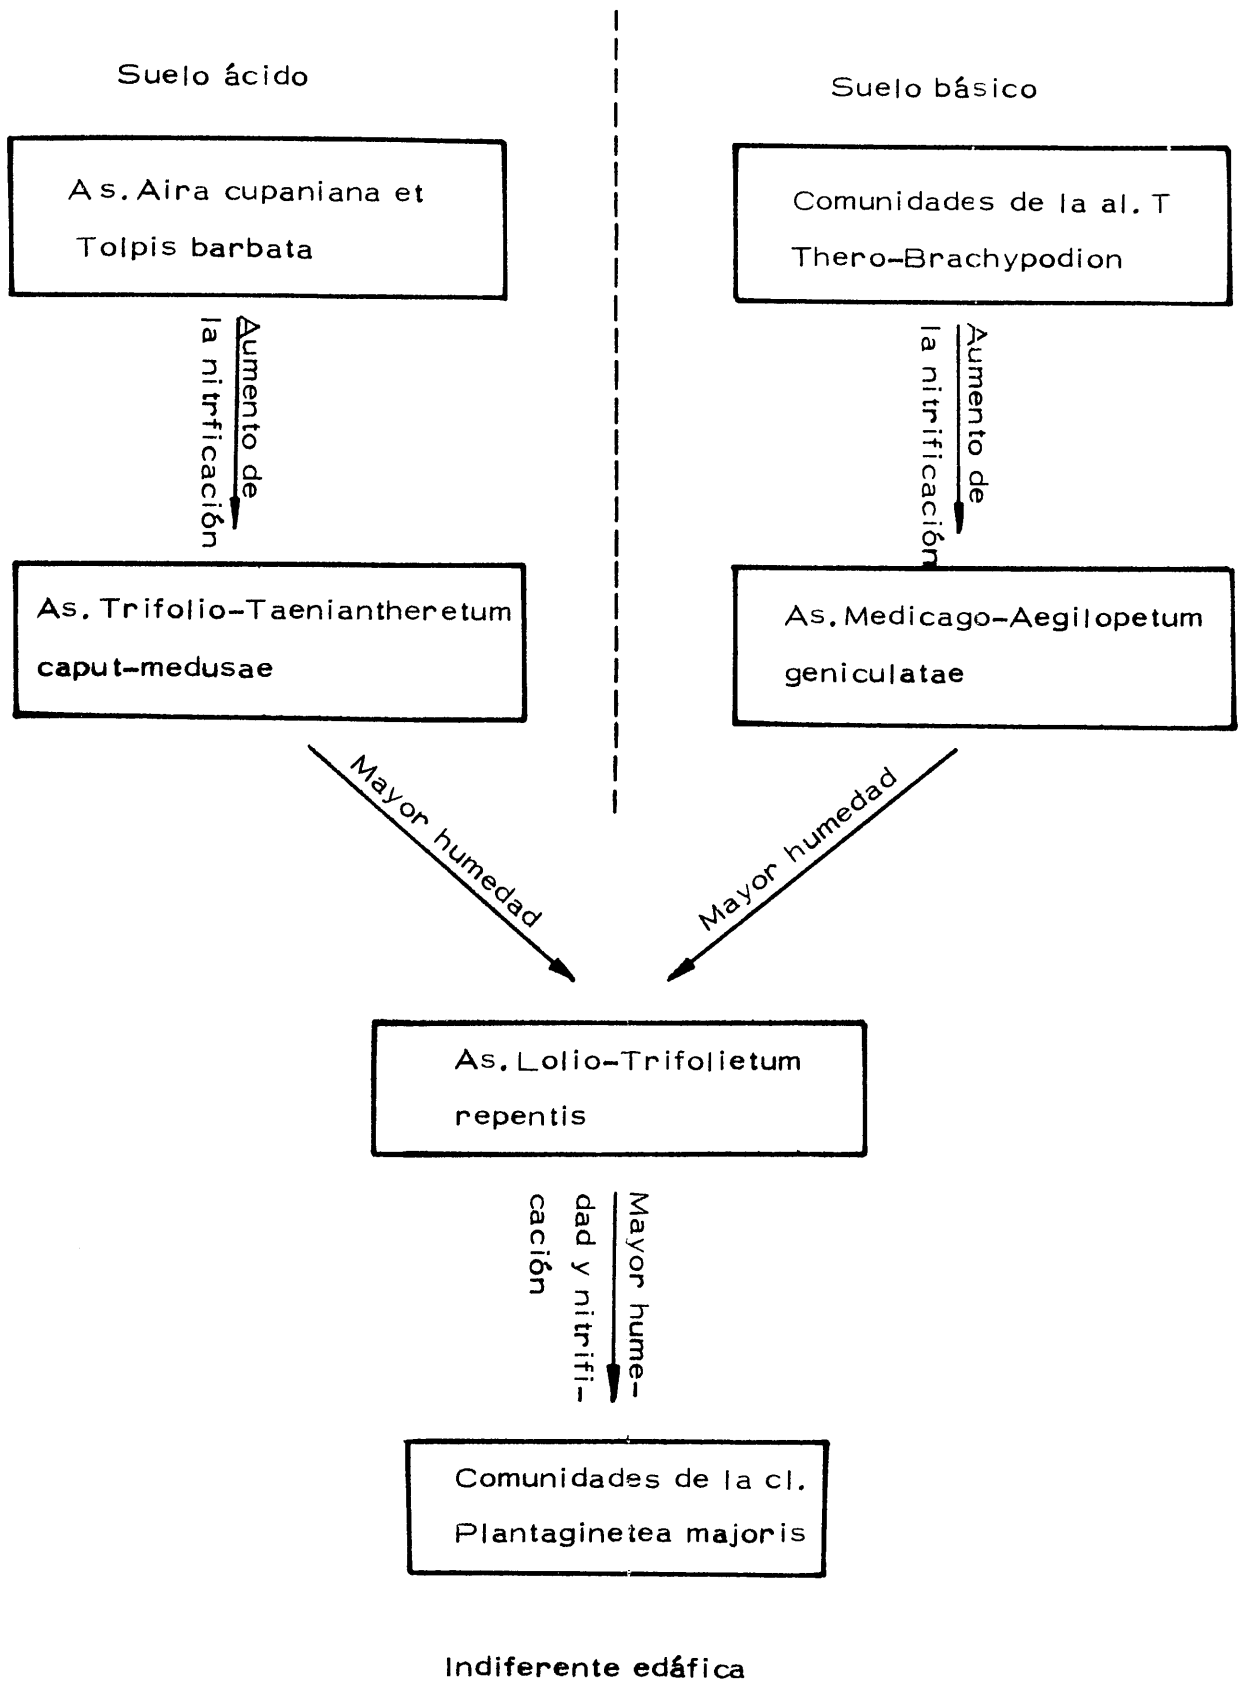 Suelo ácido
Suelo básico
As. Aira cupaniana et
Tolpis barbata
Comunidades de la al. T
Thero-Brachypodion
Aumento de
la nitrficación
Aumento de
la nitrificación
As. Trifolio-Taeniantheretum
caput-medusae
As. Medicago-Aegilopetum
geniculatae
Mayor humedad
Mayor humedad
As. Lolio-Trifolietum
repentis
Mayor hume-
dad y nitrifi-
cación
Comunidades de la cl.
Plantaginetea majoris
Indiferente edáfica